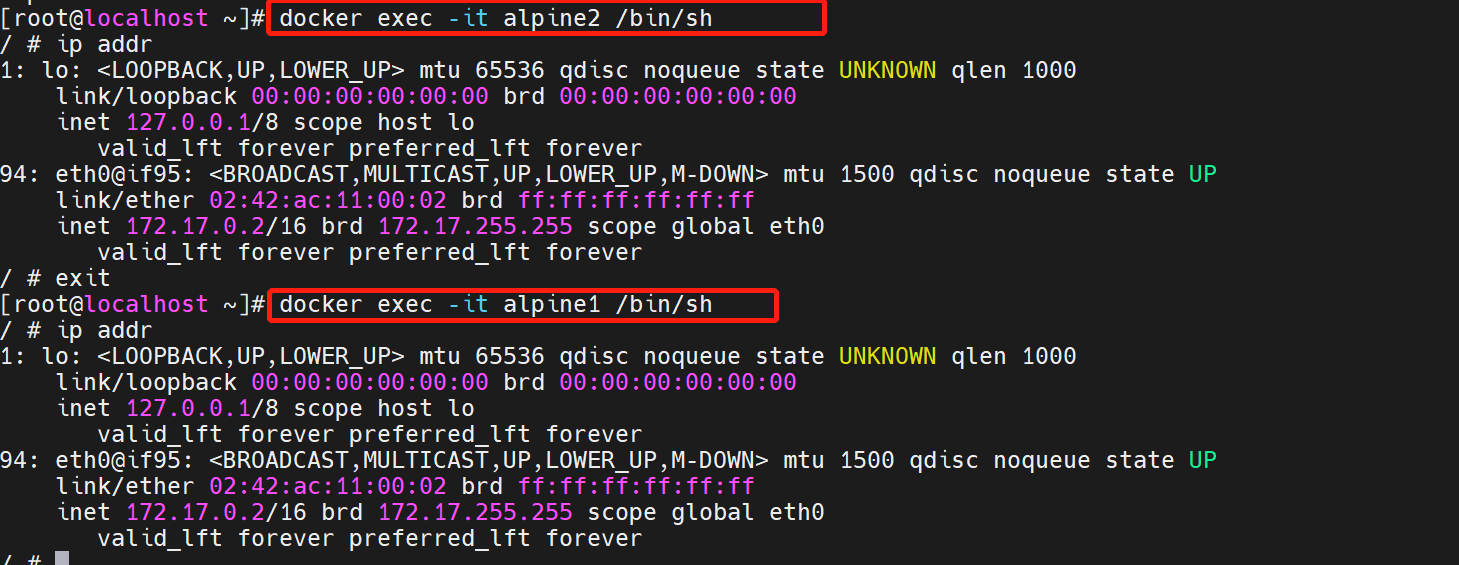 [root@localhost ~]# docker exec -it alpine2 /bin/sh
/ # ip addr
1: lo: <LOOPBACK,UP,LOWER_UP> mtu 65536 qdisc noqueue state UNKNOWN qlen 1000
    link/loopback 00:00:00:00:00:00 brd 00:00:00:00:00:00
    inet 127.0.0.1/8 scope host lo
       valid_lft forever preferred_lft forever
94: eth0@if95: <BROADCAST,MULTICAST,UP,LOWER_UP,M-DOWN> mtu 1500 qdisc noqueue state UP
    link/ether 02:42:ac:11:00:02 brd ff:ff:ff:ff:ff:ff
    inet 172.17.0.2/16 brd 172.17.255.255 scope global eth0
       valid_lft forever preferred_lft forever
/ # exit
[root@localhost ~]# docker exec -it alpine1 /bin/sh
/ # ip addr
1: lo: <LOOPBACK,UP,LOWER_UP> mtu 65536 qdisc noqueue state UNKNOWN qlen 1000
    link/loopback 00:00:00:00:00:00 brd 00:00:00:00:00:00
    inet 127.0.0.1/8 scope host lo
       valid_lft forever preferred_lft forever
94: eth0@if95: <BROADCAST,MULTICAST,UP,LOWER_UP,M-DOWN> mtu 1500 qdisc noqueue state UP
    link/ether 02:42:ac:11:00:02 brd ff:ff:ff:ff:ff:ff
    inet 172.17.0.2/16 brd 172.17.255.255 scope global eth0
       valid_lft forever preferred_lft forever
/ #